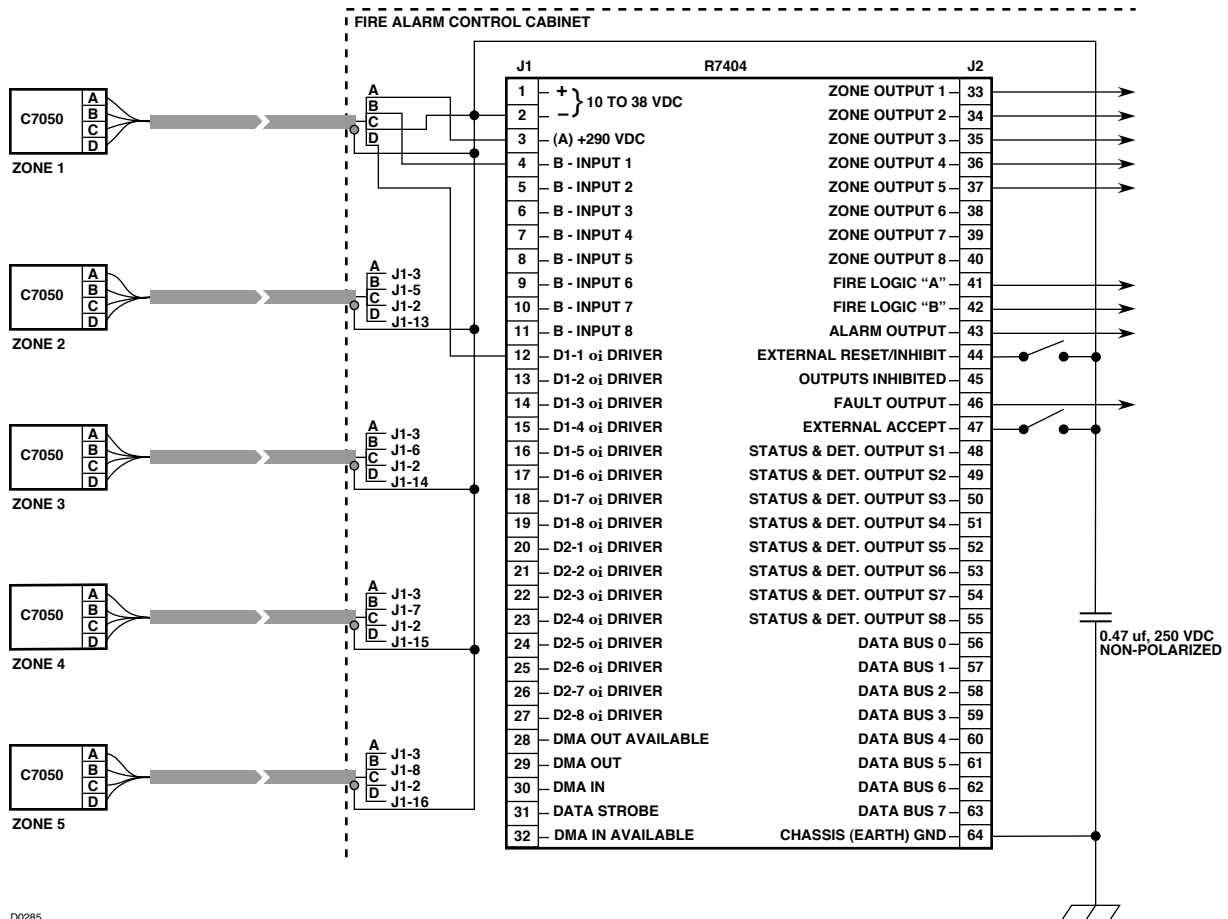 FIRE ALARM CONTROL CABINET
J1 R7404 J2
C7050
A
B
C
D
ZONE 1
A
B
C
D
C7050
A
B
C
D
ZONE 2
A J1-3
B J1-5
C J1-2
D J1-13
C7050
A
B
C
D
ZONE 3
A J1-3
B J1-6
C J1-2
D J1-14
C7050
A
B
C
D
ZONE 4
A J1-3
B J1-7
C J1-2
D J1-15
C7050
A
B
C
D
ZONE 5
A J1-3
B J1-8
C J1-2
D J1-16
1 + ZONE OUTPUT 1 33
} 10 TO 38 VDC
2 – ZONE OUTPUT 2 34
3 (A) +290 VDC ZONE OUTPUT 3 35
4 B - INPUT 1 ZONE OUTPUT 4 36
5 B - INPUT 2 ZONE OUTPUT 5 37
6 B - INPUT 3 ZONE OUTPUT 6 38
7 B - INPUT 4 ZONE OUTPUT 7 39
8 B - INPUT 5 ZONE OUTPUT 8 40
9 B - INPUT 6 FIRE LOGIC “A” 41
10 B - INPUT 7 FIRE LOGIC “B” 42
11 B - INPUT 8 ALARM OUTPUT 43
12 D1-1 oi DRIVER EXTERNAL RESET/INHIBIT 44
13 D1-2 oi DRIVER OUTPUTS INHIBITED 45
14 D1-3 oi DRIVER FAULT OUTPUT 46
15 D1-4 oi DRIVER EXTERNAL ACCEPT 47
16 D1-5 oi DRIVER STATUS & DET. OUTPUT S1 48
17 D1-6 oi DRIVER STATUS & DET. OUTPUT S2 49
18 D1-7 oi DRIVER STATUS & DET. OUTPUT S3 50
19 D1-8 oi DRIVER STATUS & DET. OUTPUT S4 51
20 D2-1 oi DRIVER STATUS & DET. OUTPUT S5 52
21 D2-2 oi DRIVER STATUS & DET. OUTPUT S6 53
22 D2-3 oi DRIVER STATUS & DET. OUTPUT S7 54
23 D2-4 oi DRIVER STATUS & DET. OUTPUT S8 55
24 D2-5 oi DRIVER DATA BUS 0 56
25 D2-6 oi DRIVER DATA BUS 1 57
26 D2-7 oi DRIVER DATA BUS 2 58
27 D2-8 oi DRIVER DATA BUS 3 59
28 DMA OUT AVAILABLE DATA BUS 4 60
29 DMA OUT DATA BUS 5 61
30 DMA IN DATA BUS 6 62
31 DATA STROBE DATA BUS 7 63
32 DMA IN AVAILABLE CHASSIS (EARTH) GND 64
0.47 uf, 250 VDC
NON-POLARIZED
D0285